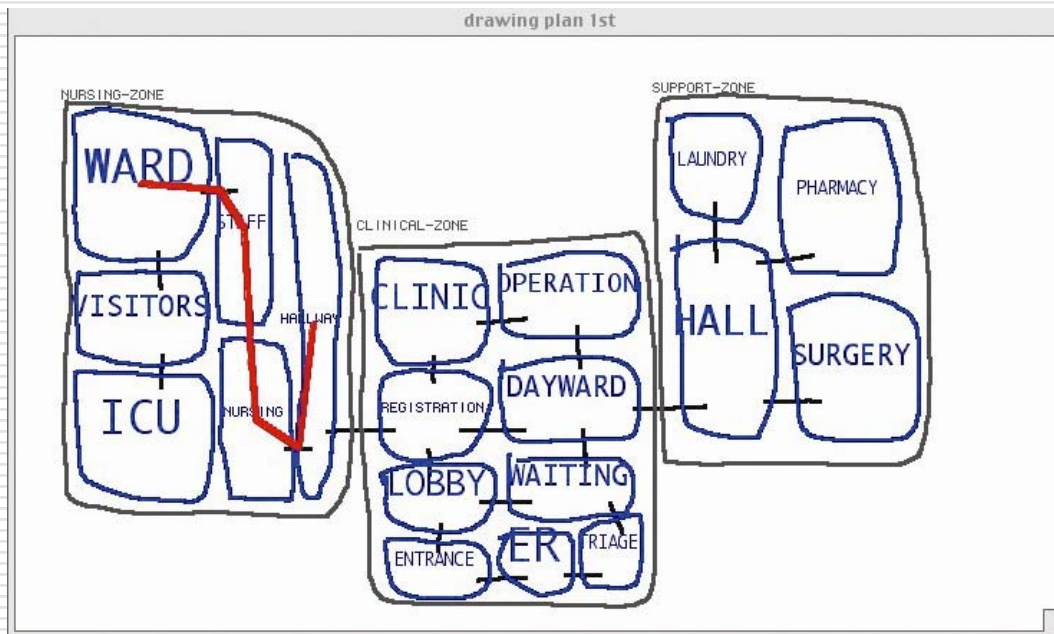 drawing plan 1st
NURSING-ZONE
WARD
STAFF
HALLWAY
VISITORS
ICU
NURSING
CLINICAL-ZONE
CLINIC
OPERATION
REGISTRATION
DAYWARD
LOBBY
WAITING
ENTRANCE
ER
TRIAGE
SUPPORT-ZONE
LAUNDRY
PHARMACY
HALL
SURGERY